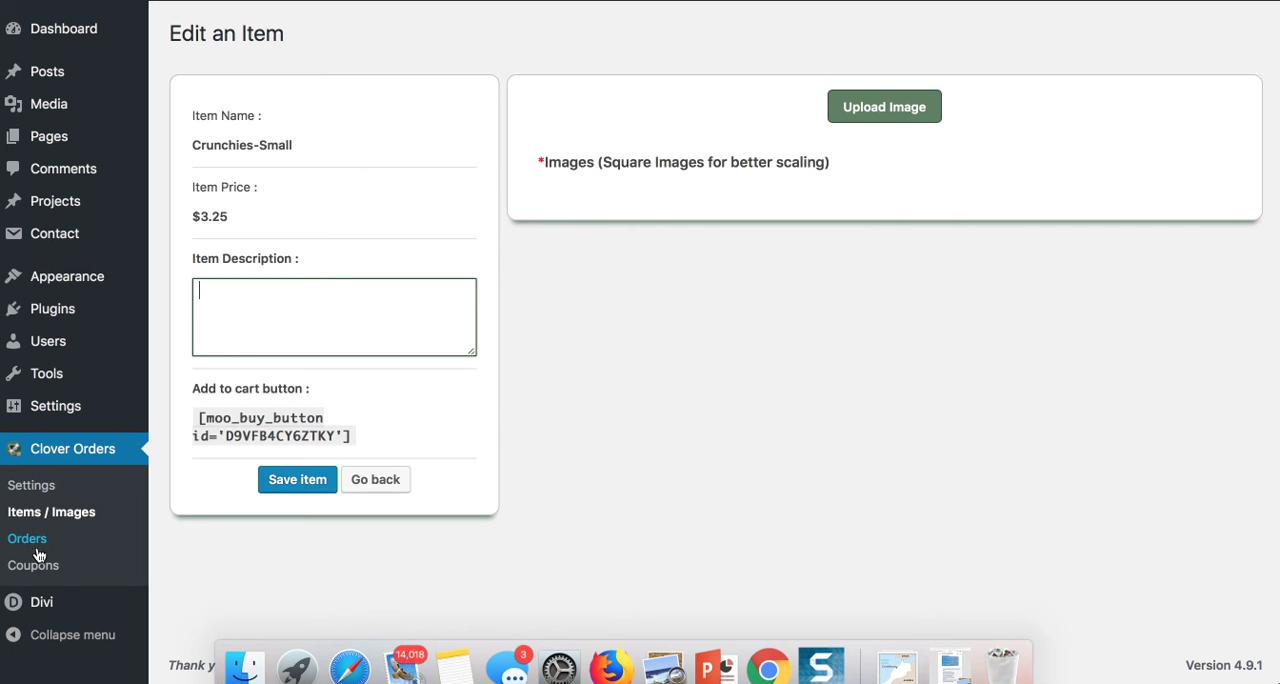 Dashboard
Posts
Media
Pages
Comments
Projects
Contact
Appearance
Plugins
Users
Tools
Settings
Clover Orders
Settings
Items / Images
Orders
Coupons
Divi
Collapse menu
Edit an Item
Item Name :
Crunchies-Small
Item Price :
$3.25
Item Description :
Add to cart button :
[moo_buy_button
id='D9VFB4CY6ZTKY']
Save item
Go back
Upload Image
*Images (Square Images for better scaling)
Thank y
Version 4.9.1
14,018
3
P
S